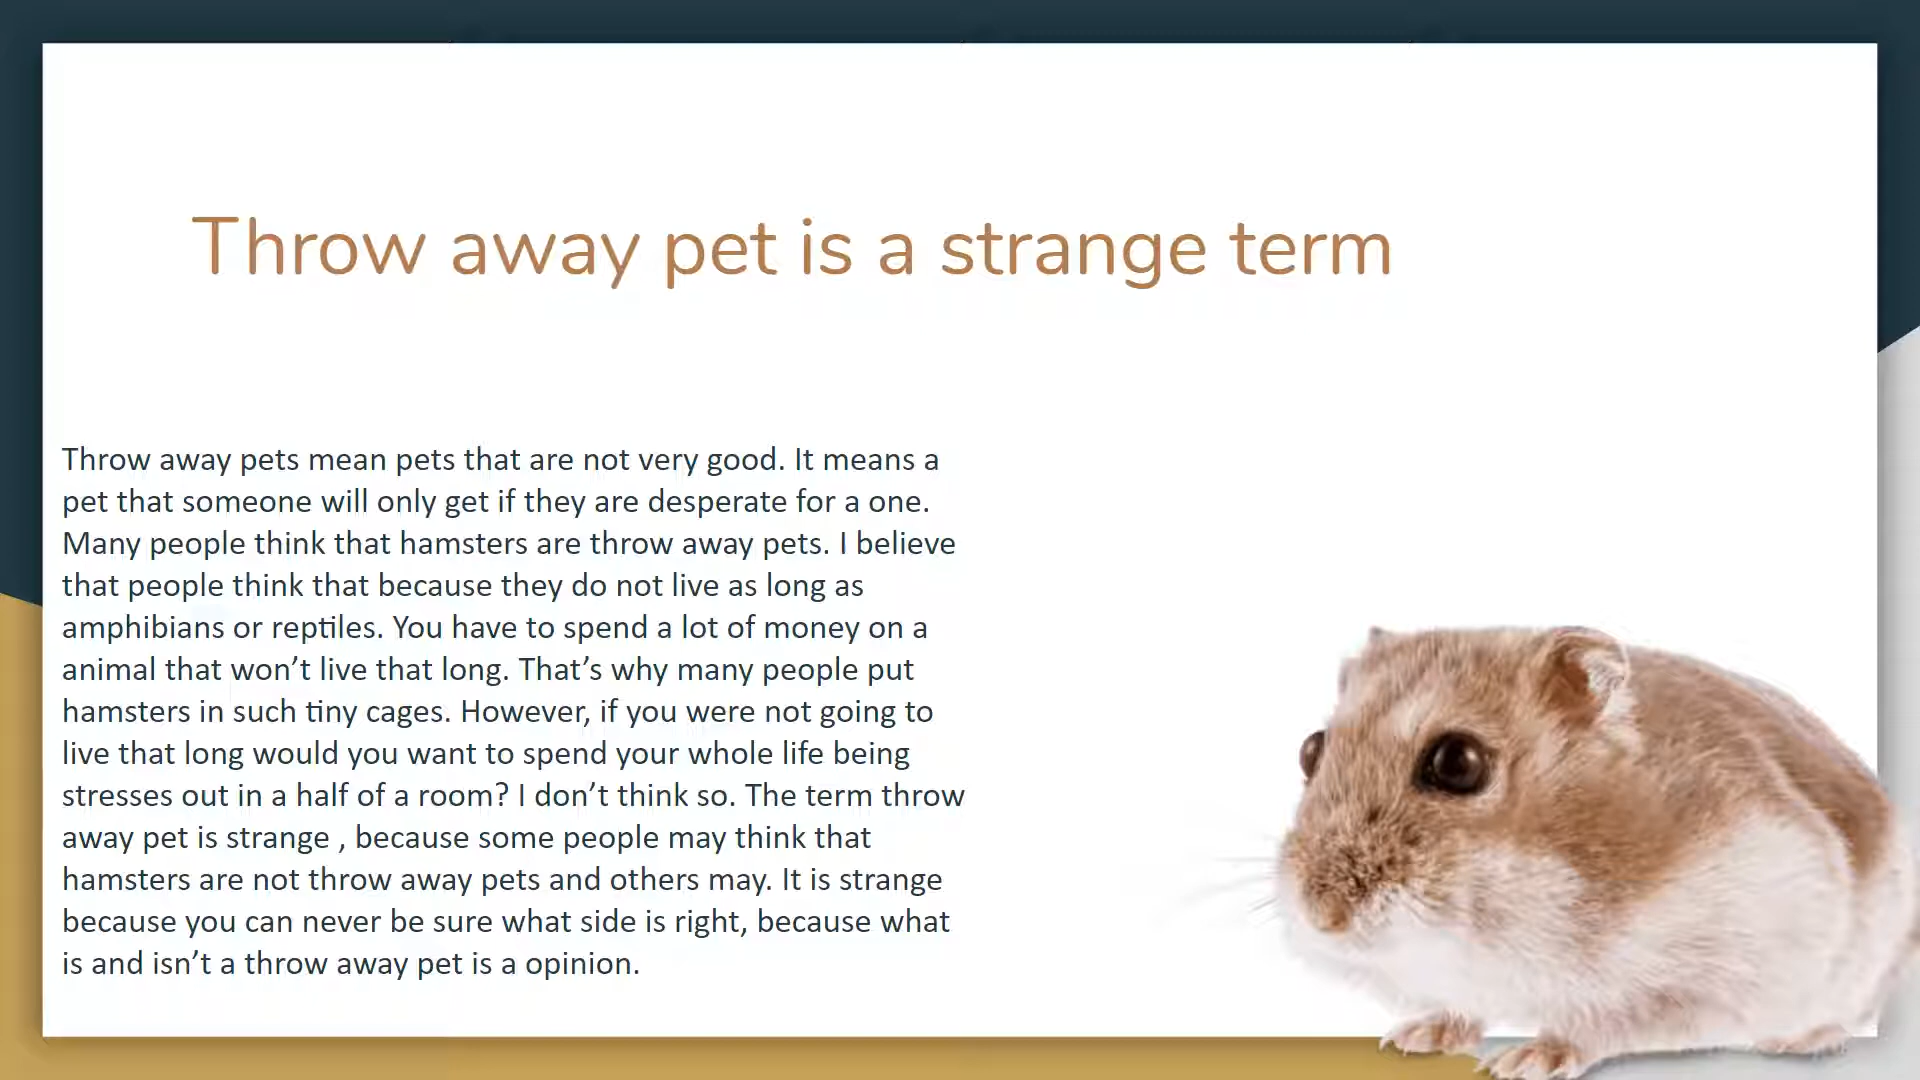 Throw away pet is a strange term
Throw away pets mean pets that are not very good. It means a
pet that someone will only get if they are desperate for a one.
Many people think that hamsters are throw away pets. I believe
that people think that because they do not live as long as
amphibians or reptiles. You have to spend a lot of money on a
animal that won’t live that long. That’s why many people put
hamsters in such tiny cages. However, if you were not going to
live that long would you want to spend your whole life being
stresses out in a half of a room? I don’t think so. The term throw
away pet is strange , because some people may think that
hamsters are not throw away pets and others may. It is strange
because you can never be sure what side is right, because what
is and isn’t a throw away pet is a opinion.